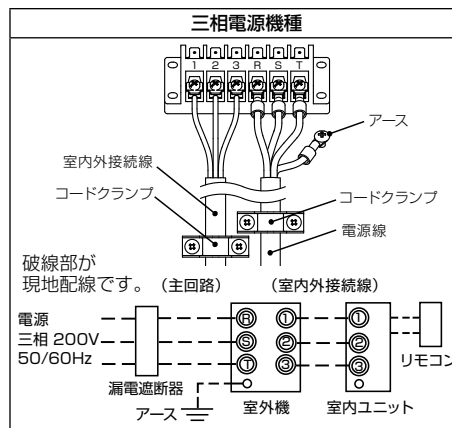 三相電源機種
1 2 3 R S T
アース
室内外接続線
コードクランプ
コードクランプ
電源線
破線部が
現地配線です。
(主回路)
(室内外接続線)
電源
三相 200V
50/60Hz
R ① ①
S ② ②
T ③ ③
リモコン
漏電遮断器
アース
室外機
室内ユニット